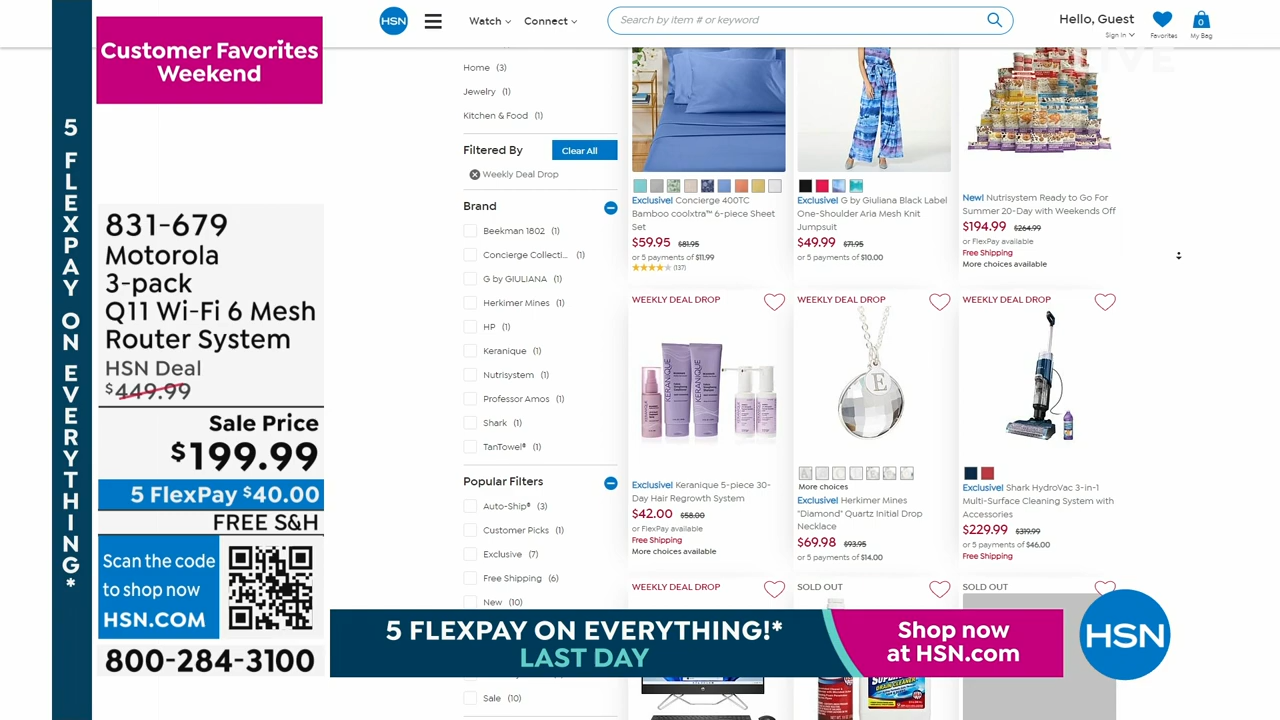 5 FLEXPAY ON EVERYTHING*
Customer Favorites
Weekend
831-679
Motorola
3-pack
Q11 Wi-Fi 6 Mesh
Router System
HSN Deal
$449.99
Sale Price
$199.99
5 FlexPay $40.00
FREE S&H
Scan the code
to shop now
HSN.COM
800-284-3100
HSN
Watch
Connect
Search by item # or keyword
Hello, Guest
Sign In
Favorites
0
My Bag
LIVE
Home (3)
Jewelry (1)
Kitchen & Food (1)
Filtered By
Clear All
Weekly Deal Drop
Brand
Beekman 1802 (1)
Concierge Collecti... (1)
G by GIULIANA (1)
Herkimer Mines (1)
HP (1)
Keranique (1)
Nutrisystem (1)
Professor Amos (1)
Shark (1)
TanTowel® (1)
Popular Filters
Auto-Ship® (3)
Customer Picks (1)
Exclusive (7)
Free Shipping (6)
New (10)
Sale (10)
Exclusive! Concierge 400TC
Bamboo coolxtra™ 6-piece Sheet
Set
$59.95 $81.95
or 5 payments of $11.99
(137)
Exclusive! G by Giuliana Black Label
One-Shoulder Aria Mesh Knit
Jumpsuit
$49.99 $71.95
or 5 payments of $10.00
New! Nutrisystem Ready to Go For
Summer 20-Day with Weekends Off
$194.99 $264.99
or FlexPay available
Free Shipping
More choices available
WEEKLY DEAL DROP
KERANIQUE
KERANIQUE
Exclusive! Keranique 5-piece 30-
Day Hair Regrowth System
$42.00 $58.00
or FlexPay available
Free Shipping
More choices available
WEEKLY DEAL DROP
E
More choices
Exclusive! Herkimer Mines
"Diamond" Quartz Initial Drop
Necklace
$69.98 $93.95
or 5 payments of $14.00
WEEKLY DEAL DROP
Exclusive! Shark HydroVac 3-in-1
Multi-Surface Cleaning System with
Accessories
$229.99 $319.99
or 5 payments of $46.00
Free Shipping
WEEKLY DEAL DROP
SOLD OUT
SOLD OUT
5 FLEXPAY ON EVERYTHING!*
LAST DAY
Shop now
at HSN.com
HSN